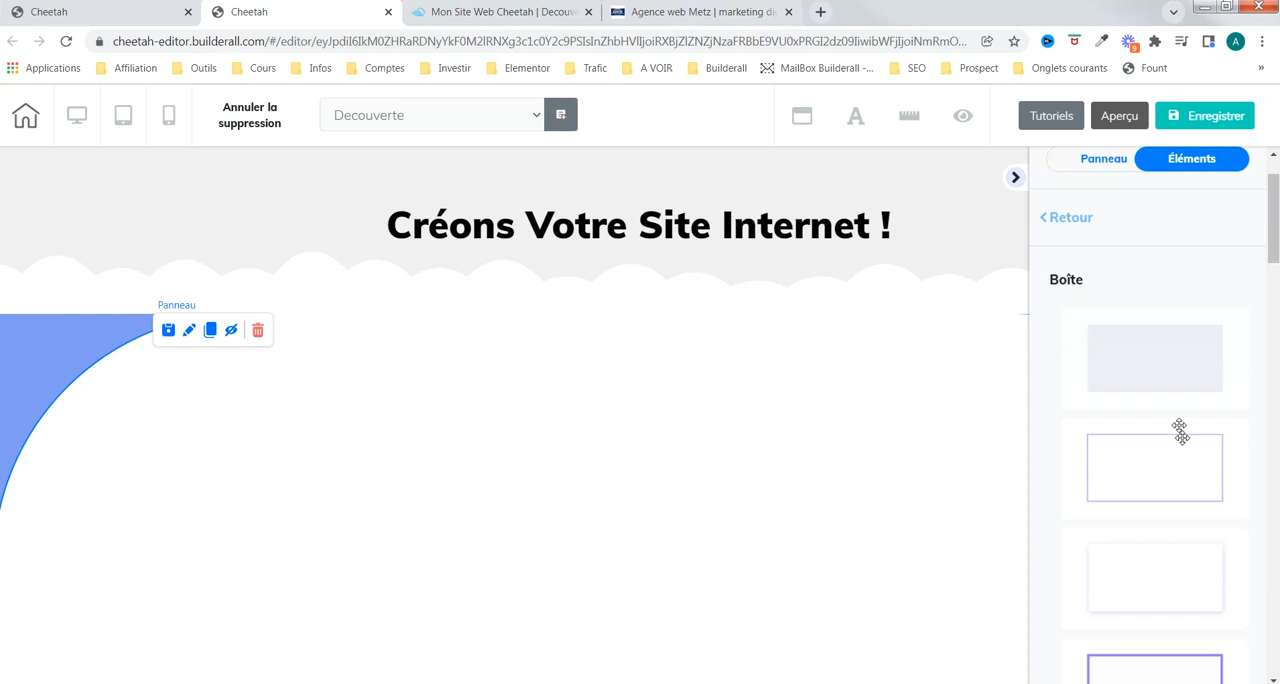 Cheetah
Cheetah
Mon Site Web Cheetah | Decouv
Agence web Metz | marketing di
cheetah-editor.builderall.com/#/editor/eyJpdiI6IkM0ZHRaRDNyYkF0M2lRNXg3c1c0Y2c9PSIsInZhbHVlIjoiRXBjZlZNZjNzaFRBbE9VU0xPRGI2dz09IiwibWFjIjoiNmRmO...
9
A
Applications
Affiliation
Outils
Cours
Infos
Comptes
Investir
Elementor
Trafic
A VOIR
Builderall
MailBox Builderall -...
SEO
Prospect
Onglets courants
Fount
»
Annuler la
suppression
Decouverte
Tutoriels
Aperçu
Enregistrer
Panneau
Éléments
Retour
Créons Votre Site Internet !
Boîte
Panneau